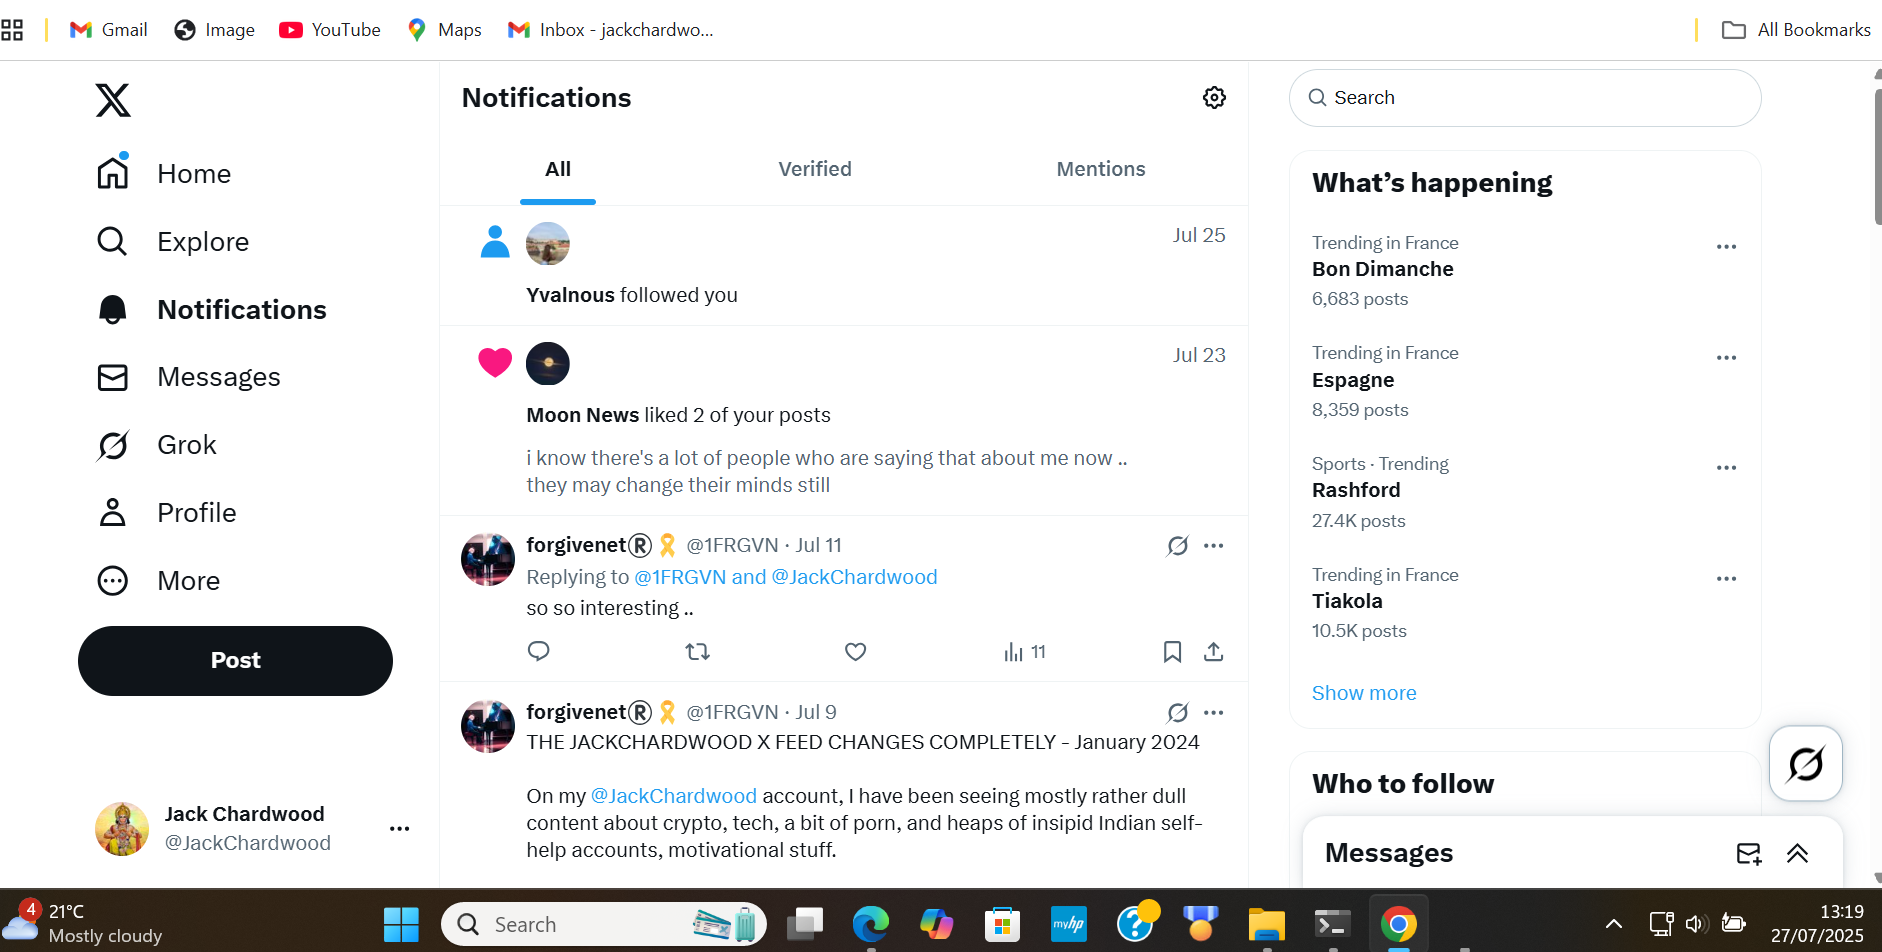 Gmail
Image
YouTube
Maps
Inbox - jackchardwo...
All Bookmarks
Home
Explore
Notifications
Messages
Grok
Profile
More
Post
Jack Chardwood
@JackChardwood
Notifications
All
Verified
Mentions
Jul 25
Yvalnous followed you
Jul 23
Moon News liked 2 of your posts
i know there's a lot of people who are saying that about me now ..
they may change their minds still
forgivenet®🎗️ @1FRGVN · Jul 11
Replying to @1FRGVN and @JackChardwood
so so interesting ..
11
forgivenet®🎗️ @1FRGVN · Jul 9
THE JACKCHARDWOOD X FEED CHANGES COMPLETELY - January 2024
On my @JackChardwood account, I have been seeing mostly rather dull
content about crypto, tech, a bit of porn, and heaps of insipid Indian self-
help accounts, motivational stuff.
Search
What's happening
Trending in France
Bon Dimanche
6,683 posts
Trending in France
Espagne
8,359 posts
Sports · Trending
Rashford
27.4K posts
Trending in France
Tiakola
10.5K posts
Show more
Who to follow
Messages
4
21°C
Mostly cloudy
Search
myhp
13:19
27/07/2025